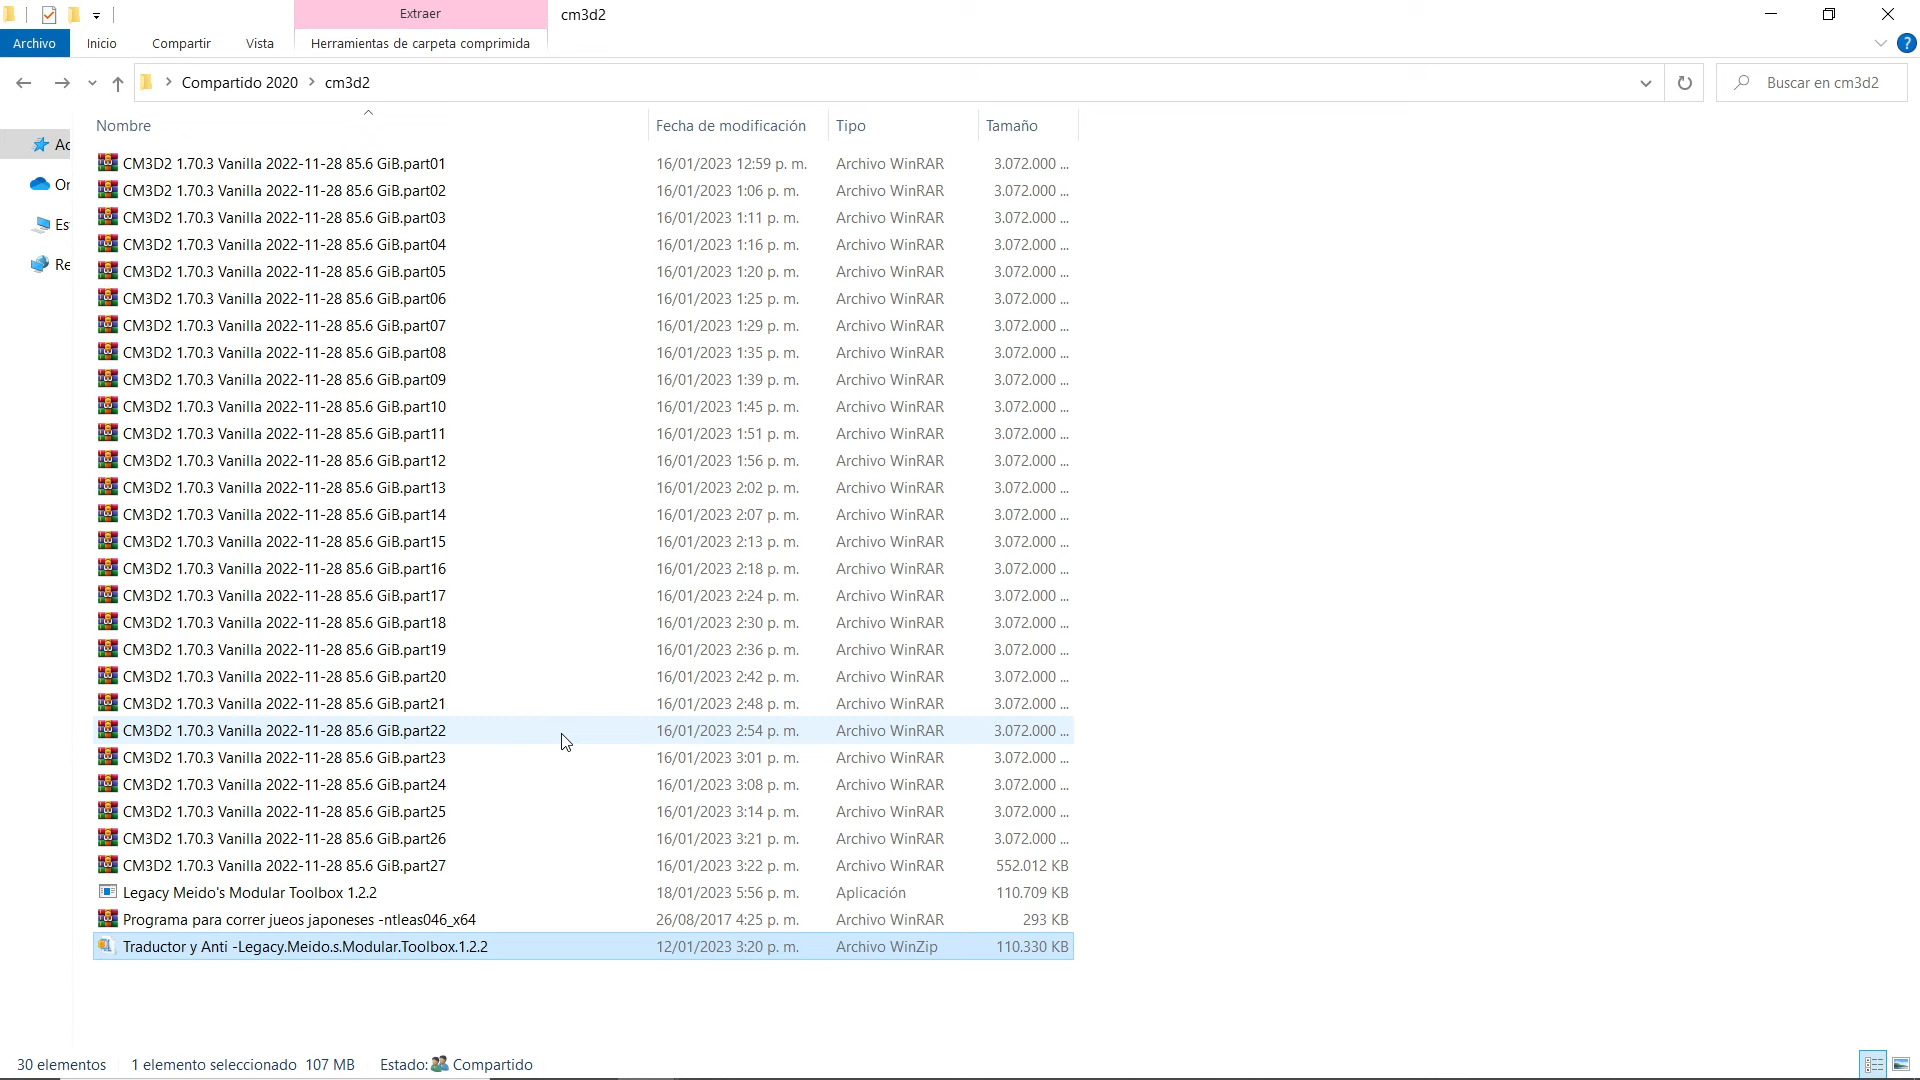 Extraer
cm3d2
Archivo Inicio Compartir Vista Herramientas de carpeta comprimida
Compartido 2020 cm3d2 Buscar en cm3d2
Nombre Fecha de modificación Tipo Tamaño
Ac
Or
Es
Re
CM3D2 1.70.3 Vanilla 2022-11-28 85.6 GiB.part01 16/01/2023 12:59 p. m. Archivo WinRAR 3.072.000 ...
CM3D2 1.70.3 Vanilla 2022-11-28 85.6 GiB.part02 16/01/2023 1:06 p. m. Archivo WinRAR 3.072.000 ...
CM3D2 1.70.3 Vanilla 2022-11-28 85.6 GiB.part03 16/01/2023 1:11 p. m. Archivo WinRAR 3.072.000 ...
CM3D2 1.70.3 Vanilla 2022-11-28 85.6 GiB.part04 16/01/2023 1:16 p. m. Archivo WinRAR 3.072.000 ...
CM3D2 1.70.3 Vanilla 2022-11-28 85.6 GiB.part05 16/01/2023 1:20 p. m. Archivo WinRAR 3.072.000 ...
CM3D2 1.70.3 Vanilla 2022-11-28 85.6 GiB.part06 16/01/2023 1:25 p. m. Archivo WinRAR 3.072.000 ...
CM3D2 1.70.3 Vanilla 2022-11-28 85.6 GiB.part07 16/01/2023 1:29 p. m. Archivo WinRAR 3.072.000 ...
CM3D2 1.70.3 Vanilla 2022-11-28 85.6 GiB.part08 16/01/2023 1:35 p. m. Archivo WinRAR 3.072.000 ...
CM3D2 1.70.3 Vanilla 2022-11-28 85.6 GiB.part09 16/01/2023 1:39 p. m. Archivo WinRAR 3.072.000 ...
CM3D2 1.70.3 Vanilla 2022-11-28 85.6 GiB.part10 16/01/2023 1:45 p. m. Archivo WinRAR 3.072.000 ...
CM3D2 1.70.3 Vanilla 2022-11-28 85.6 GiB.part11 16/01/2023 1:51 p. m. Archivo WinRAR 3.072.000 ...
CM3D2 1.70.3 Vanilla 2022-11-28 85.6 GiB.part12 16/01/2023 1:56 p. m. Archivo WinRAR 3.072.000 ...
CM3D2 1.70.3 Vanilla 2022-11-28 85.6 GiB.part13 16/01/2023 2:02 p. m. Archivo WinRAR 3.072.000 ...
CM3D2 1.70.3 Vanilla 2022-11-28 85.6 GiB.part14 16/01/2023 2:07 p. m. Archivo WinRAR 3.072.000 ...
CM3D2 1.70.3 Vanilla 2022-11-28 85.6 GiB.part15 16/01/2023 2:13 p. m. Archivo WinRAR 3.072.000 ...
CM3D2 1.70.3 Vanilla 2022-11-28 85.6 GiB.part16 16/01/2023 2:18 p. m. Archivo WinRAR 3.072.000 ...
CM3D2 1.70.3 Vanilla 2022-11-28 85.6 GiB.part17 16/01/2023 2:24 p. m. Archivo WinRAR 3.072.000 ...
CM3D2 1.70.3 Vanilla 2022-11-28 85.6 GiB.part18 16/01/2023 2:30 p. m. Archivo WinRAR 3.072.000 ...
CM3D2 1.70.3 Vanilla 2022-11-28 85.6 GiB.part19 16/01/2023 2:36 p. m. Archivo WinRAR 3.072.000 ...
CM3D2 1.70.3 Vanilla 2022-11-28 85.6 GiB.part20 16/01/2023 2:42 p. m. Archivo WinRAR 3.072.000 ...
CM3D2 1.70.3 Vanilla 2022-11-28 85.6 GiB.part21 16/01/2023 2:48 p. m. Archivo WinRAR 3.072.000 ...
CM3D2 1.70.3 Vanilla 2022-11-28 85.6 GiB.part22 16/01/2023 2:54 p. m. Archivo WinRAR 3.072.000 ...
CM3D2 1.70.3 Vanilla 2022-11-28 85.6 GiB.part23 16/01/2023 3:01 p. m. Archivo WinRAR 3.072.000 ...
CM3D2 1.70.3 Vanilla 2022-11-28 85.6 GiB.part24 16/01/2023 3:08 p. m. Archivo WinRAR 3.072.000 ...
CM3D2 1.70.3 Vanilla 2022-11-28 85.6 GiB.part25 16/01/2023 3:14 p. m. Archivo WinRAR 3.072.000 ...
CM3D2 1.70.3 Vanilla 2022-11-28 85.6 GiB.part26 16/01/2023 3:21 p. m. Archivo WinRAR 3.072.000 ...
CM3D2 1.70.3 Vanilla 2022-11-28 85.6 GiB.part27 16/01/2023 3:22 p. m. Archivo WinRAR 552.012 KB
Legacy Meido's Modular Toolbox 1.2.2 18/01/2023 5:56 p. m. Aplicación 110.709 KB
Programa para correr jueos japoneses -ntleas046_x64 26/08/2017 4:25 p. m. Archivo WinRAR 293 KB
Traductor y Anti -Legacy.Meido.s.Modular.Toolbox.1.2.2 12/01/2023 3:20 p. m. Archivo WinZip 110.330 KB
30 elementos 1 elemento seleccionado 107 MB Estado: Compartido